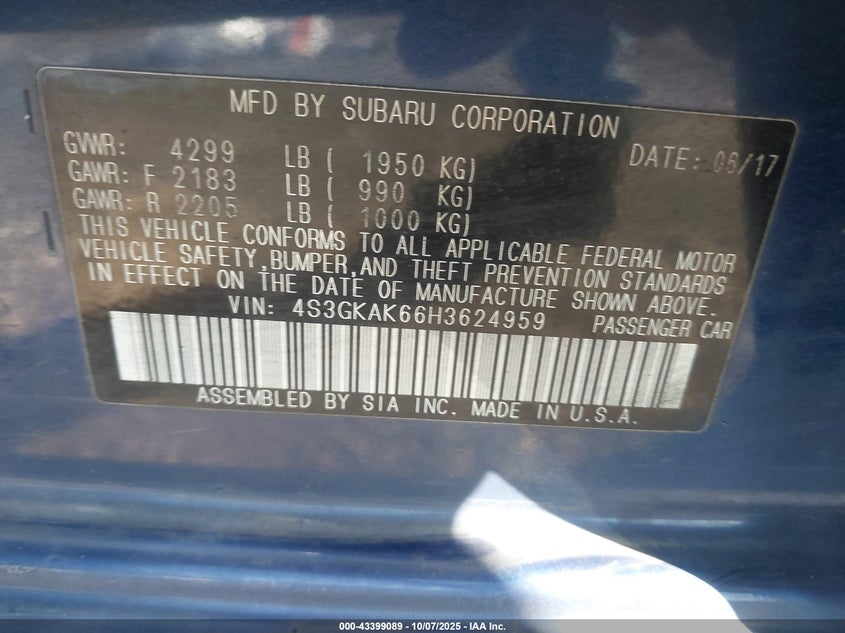 MFD BY SUBARU CORPORATION
GVWR: 4299 LB ( 1950 KG) DATE: 06/17
GAWR: F 2183 LB ( 990 KG)
GAWR: R 2205 LB ( 1000 KG)
THIS VEHICLE CONFORMS TO ALL APPLICABLE FEDERAL MOTOR
VEHICLE SAFETY,BUMPER,AND THEFT PREVENTION STANDARDS
IN EFFECT ON THE DATE OF MANUFACTURE SHOWN ABOVE.
VIN: 4S3GKAK66H3624959 PASSENGER CAR
ASSEMBLED BY SIA INC. MADE IN U.S.A.
000-43399089 - 10/07/2025 - IAA Inc.